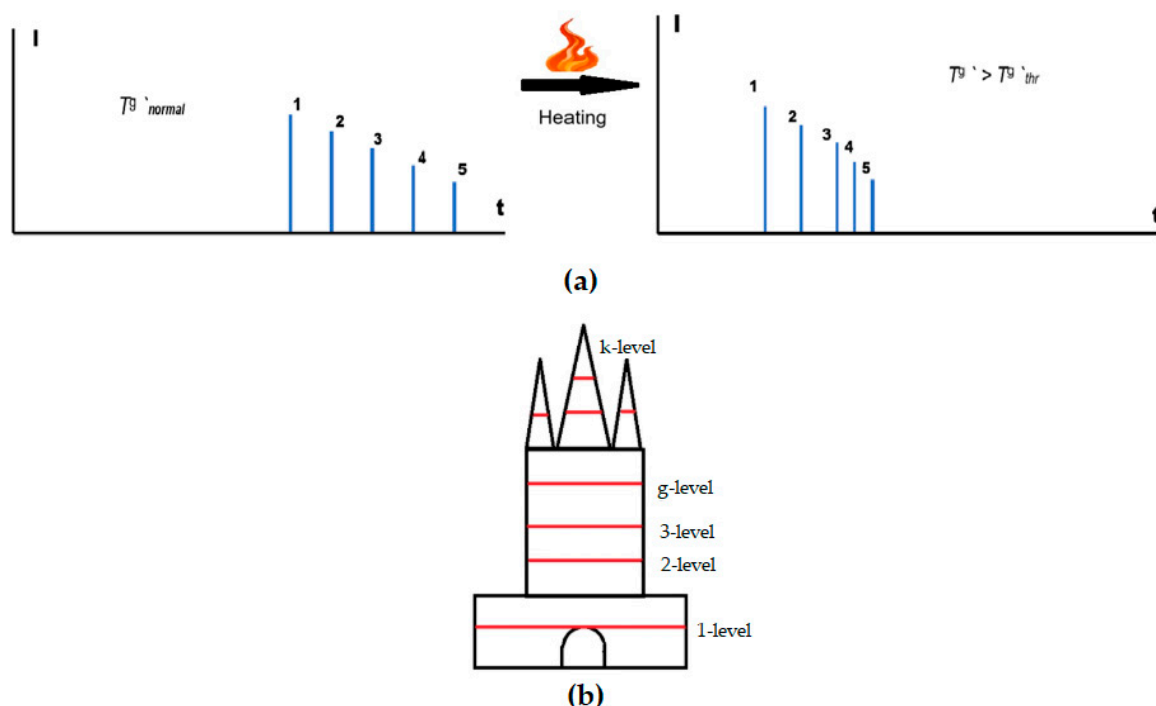 I
Tᵍ `normal
1
2
3
4
5
t
Heating
I
Tᵍ ` > Tᵍ `thr
1
2
3
4
5
t
(a)
k-level
g-level
3-level
2-level
1-level
(b)